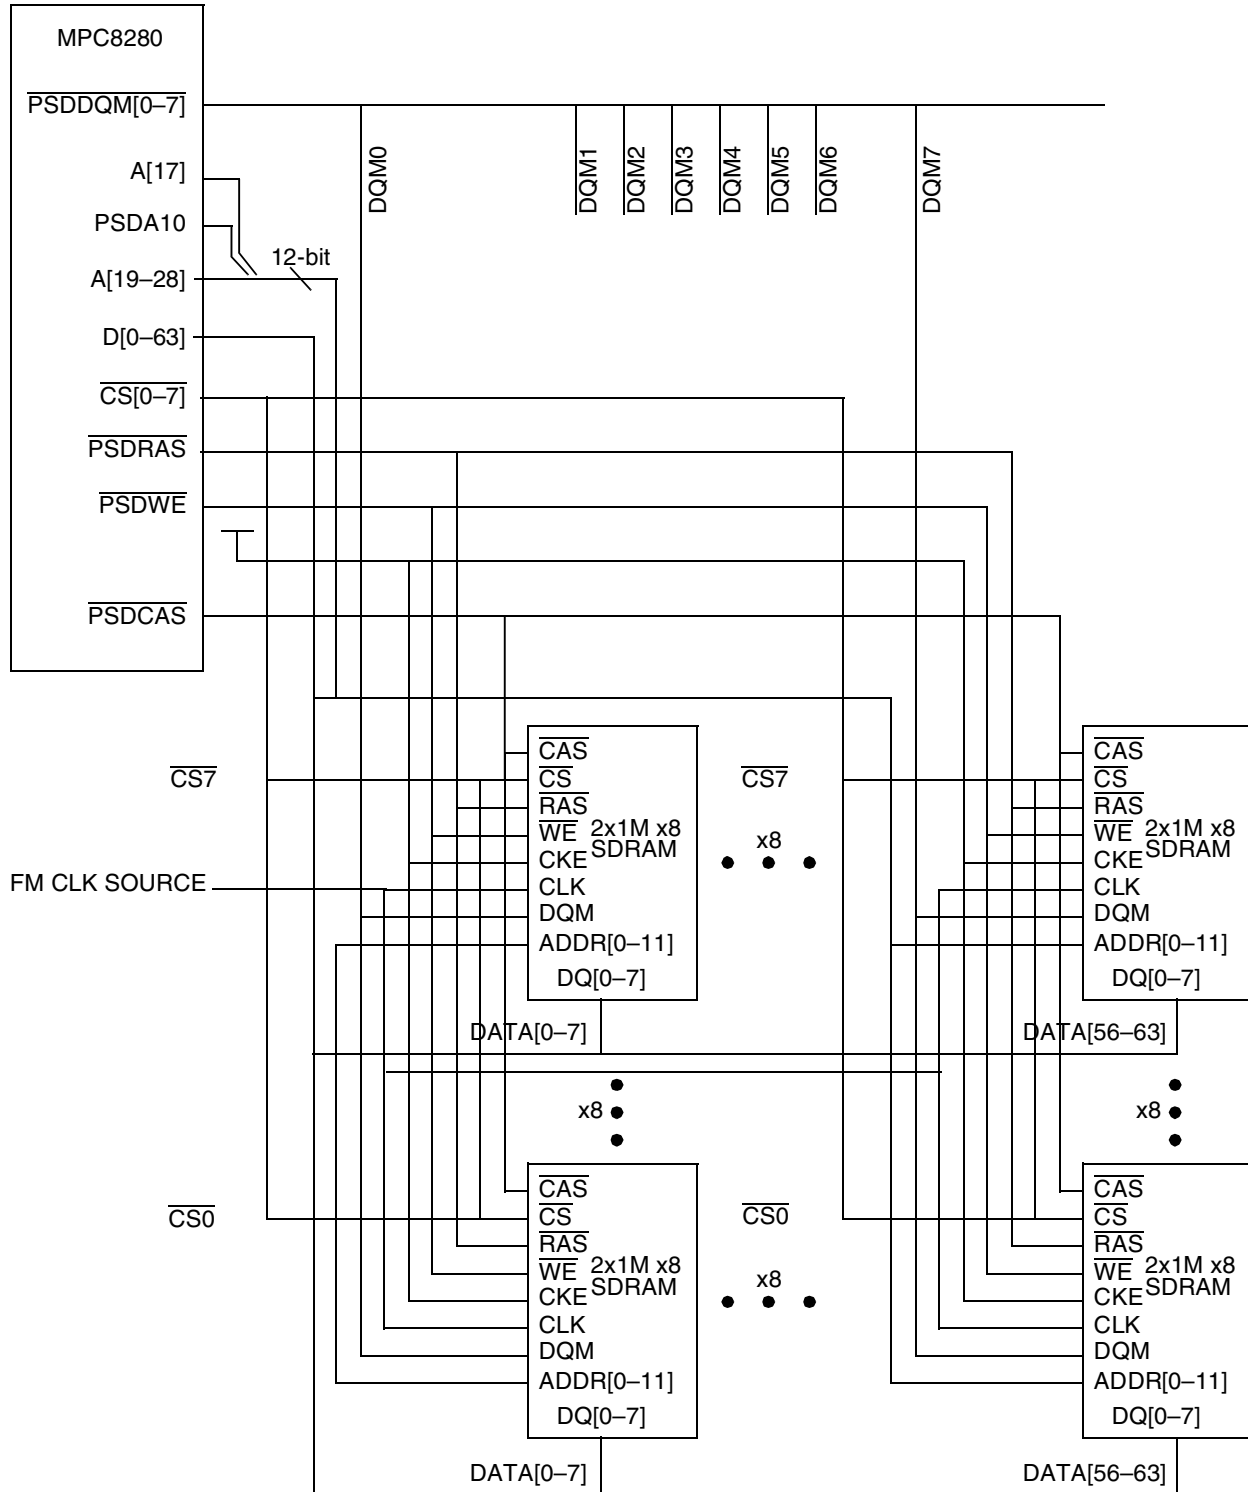 MPC8280
PSDDQM[0–7]
A[17]
PSDA10
A[19–28]
12-bit
D[0–63]
CS[0–7]
PSDRAS
PSDWE
PSDCAS
DQM0
DQM1
DQM2
DQM3
DQM4
DQM5
DQM6
DQM7
CS7
FM CLK SOURCE
CAS
CS
RAS
WE 2x1M x8
SDRAM
CKE
CLK
DQM
ADDR[0–11]
DQ[0–7]
DATA[0–7]
CS7
x8
CAS
CS
RAS
WE 2x1M x8
SDRAM
CKE
CLK
DQM
ADDR[0–11]
DQ[0–7]
DATA[56–63]
x8
x8
CS0
CAS
CS
RAS
WE 2x1M x8
SDRAM
CKE
CLK
DQM
ADDR[0–11]
DQ[0–7]
DATA[0–7]
CS0
x8
CAS
CS
RAS
WE 2x1M x8
SDRAM
CKE
CLK
DQM
ADDR[0–11]
DQ[0–7]
DATA[56–63]